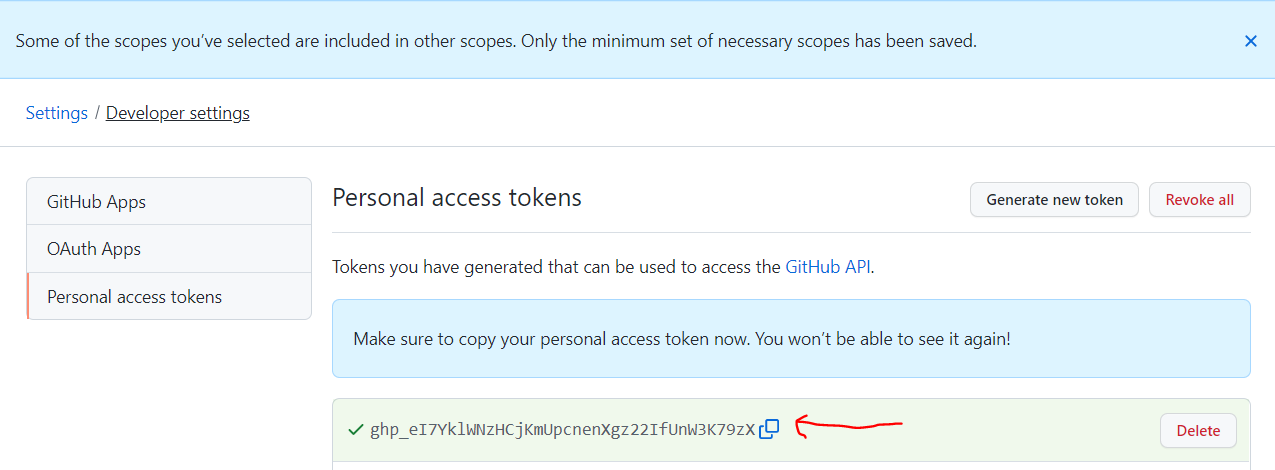 Some of the scopes you've selected are included in other scopes. Only the minimum set of necessary scopes has been saved.
Settings / Developer settings
GitHub Apps
OAuth Apps
Personal access tokens
Personal access tokens
Generate new token
Revoke all
Tokens you have generated that can be used to access the GitHub API.
Make sure to copy your personal access token now. You won't be able to see it again!
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
Delete